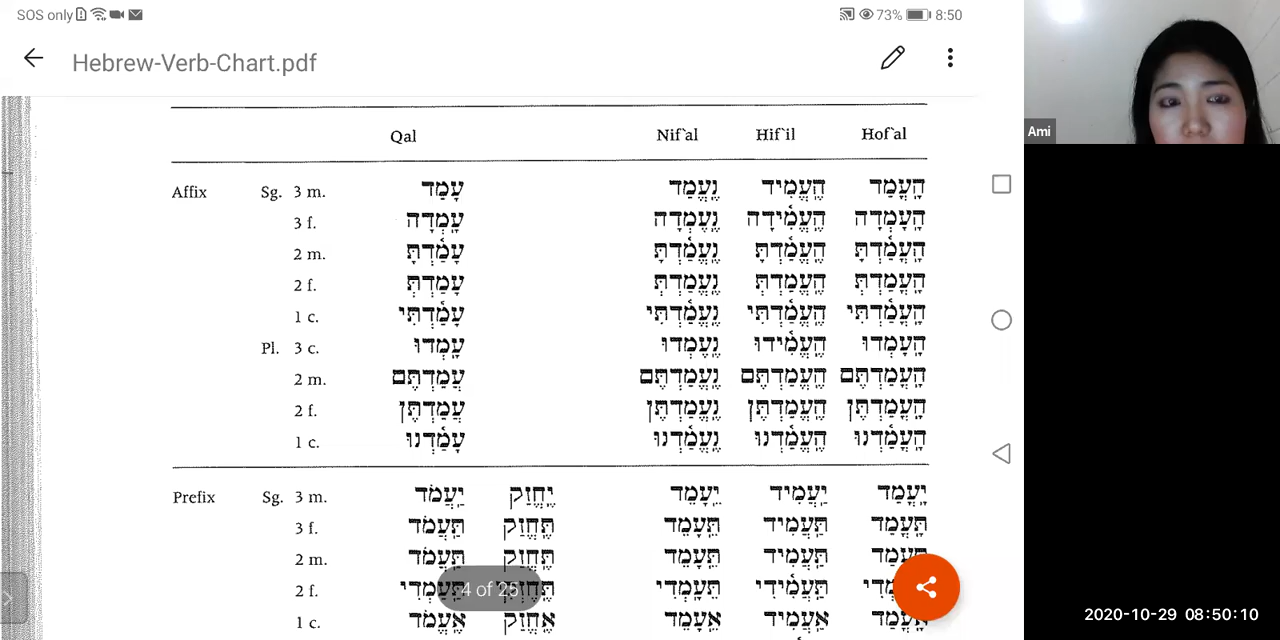 SOS only 73% 8:50
Hebrew-Verb-Chart.pdf
Ami
Qal Nif`al Hif`il Hof`al
Affix Sg. 3 m. עָמַד נֶֽעֱמַד הֶֽעֱמִיד הָֽעֳמַד
3 f. עָֽמְדָה נֶֽעֶמְדָה הֶֽעֱמִ֫ידָה הָֽעָמְדָה
2 m. עָמַ֫דְתָּ נֶֽעֱמַ֫דְתָּ הֶֽעֱמַ֫דְתָּ הָֽעֳמַ֫דְתָּ
2 f. עָמַדְתְּ נֶֽעֱמַדְתְּ הֶֽעֱמַדְתְּ הָֽעֳמַדְתְּ
1 c. עָמַ֫דְתִּי נֶֽעֱמַ֫דְתִּי הֶֽעֱמַ֫דְתִּי הָֽעֳמַ֫דְתִּי
Pl. 3 c. עָֽמְדוּ נֶֽעֶמְדוּ הֶֽעֱמִ֫ידוּ הָֽעָמְדוּ
2 m. עֲמַדְתֶּם נֶֽעֱמַדְתֶּם הֶֽעֱמַדְתֶּם הָֽעֳמַדְתֶּם
2 f. עֲמַדְתֶּן נֶֽעֱמַדְתֶּן הֶֽעֱמַדְתֶּן הָֽעֳמַדְתֶּן
1 c. עָמַ֫דְנוּ נֶֽעֱמַ֫דְנוּ הֶֽעֱמַ֫דְנוּ הָֽעֳמַ֫דְנוּ
Prefix Sg. 3 m. יַֽעֲמֹד יֶֽחֱזַק יֵֽעָמֵד יַֽעֲמִיד יָֽעֳמַד
3 f. תַּֽעֲמֹד תֶּֽחֱזַק תֵּֽעָמֵד תַּֽעֲמִיד תָּֽעֳמַד
2 m. תַּֽעֲמֹד תֶּֽחֱזַק תֵּֽעָמֵד תַּֽעֲמִיד
2 f. תֵּֽעָֽמְדִי תַּֽעֲמִ֫ידִי
1 c. אֶֽעֱמֹד אֶֽחֱזַק אֵֽעָמֵד אַֽעֲמִיד
4 of 25
2020-10-29 08:50:10